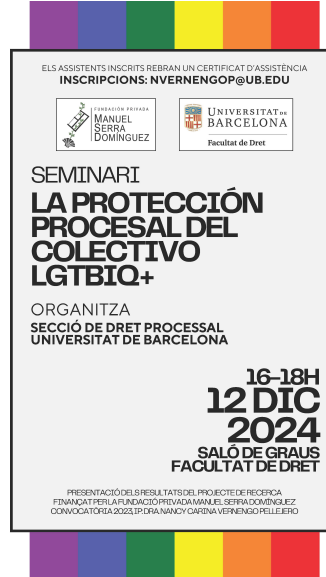 ELS ASSISTENTS INSCRITS REBRAN UN CERTIFICAT D'ASSISTÈNCIA
INSCRIPCIONS: NVERNENGOP@UB.EDU
FUNDACIÓN PRIVADA
MANUEL
SERRA
DOMÍNGUEZ
UNIVERSITAT DE
BARCELONA
Facultat de Dret
SEMINARI
LA PROTECCIÓN
PROCESAL DEL
COLECTIVO
LGTBIQ+
ORGANITZA
SECCIÓ DE DRET PROCESSAL
UNIVERSITAT DE BARCELONA
16-18H
12 DIC
2024
SALÓ DE GRAUS
FACULTAT DE DRET
PRESENTACIÓ DELS RESULTATS DEL PROJECTE DE RECERCA
FINANÇAT PER LA FUNDACIÓ PRIVADA MANUEL SERRA DOMÍNGUEZ
CONVOCATÒRIA 2023, I.P. DRA. NANCY CARINA VERNENGO PELLEJERO